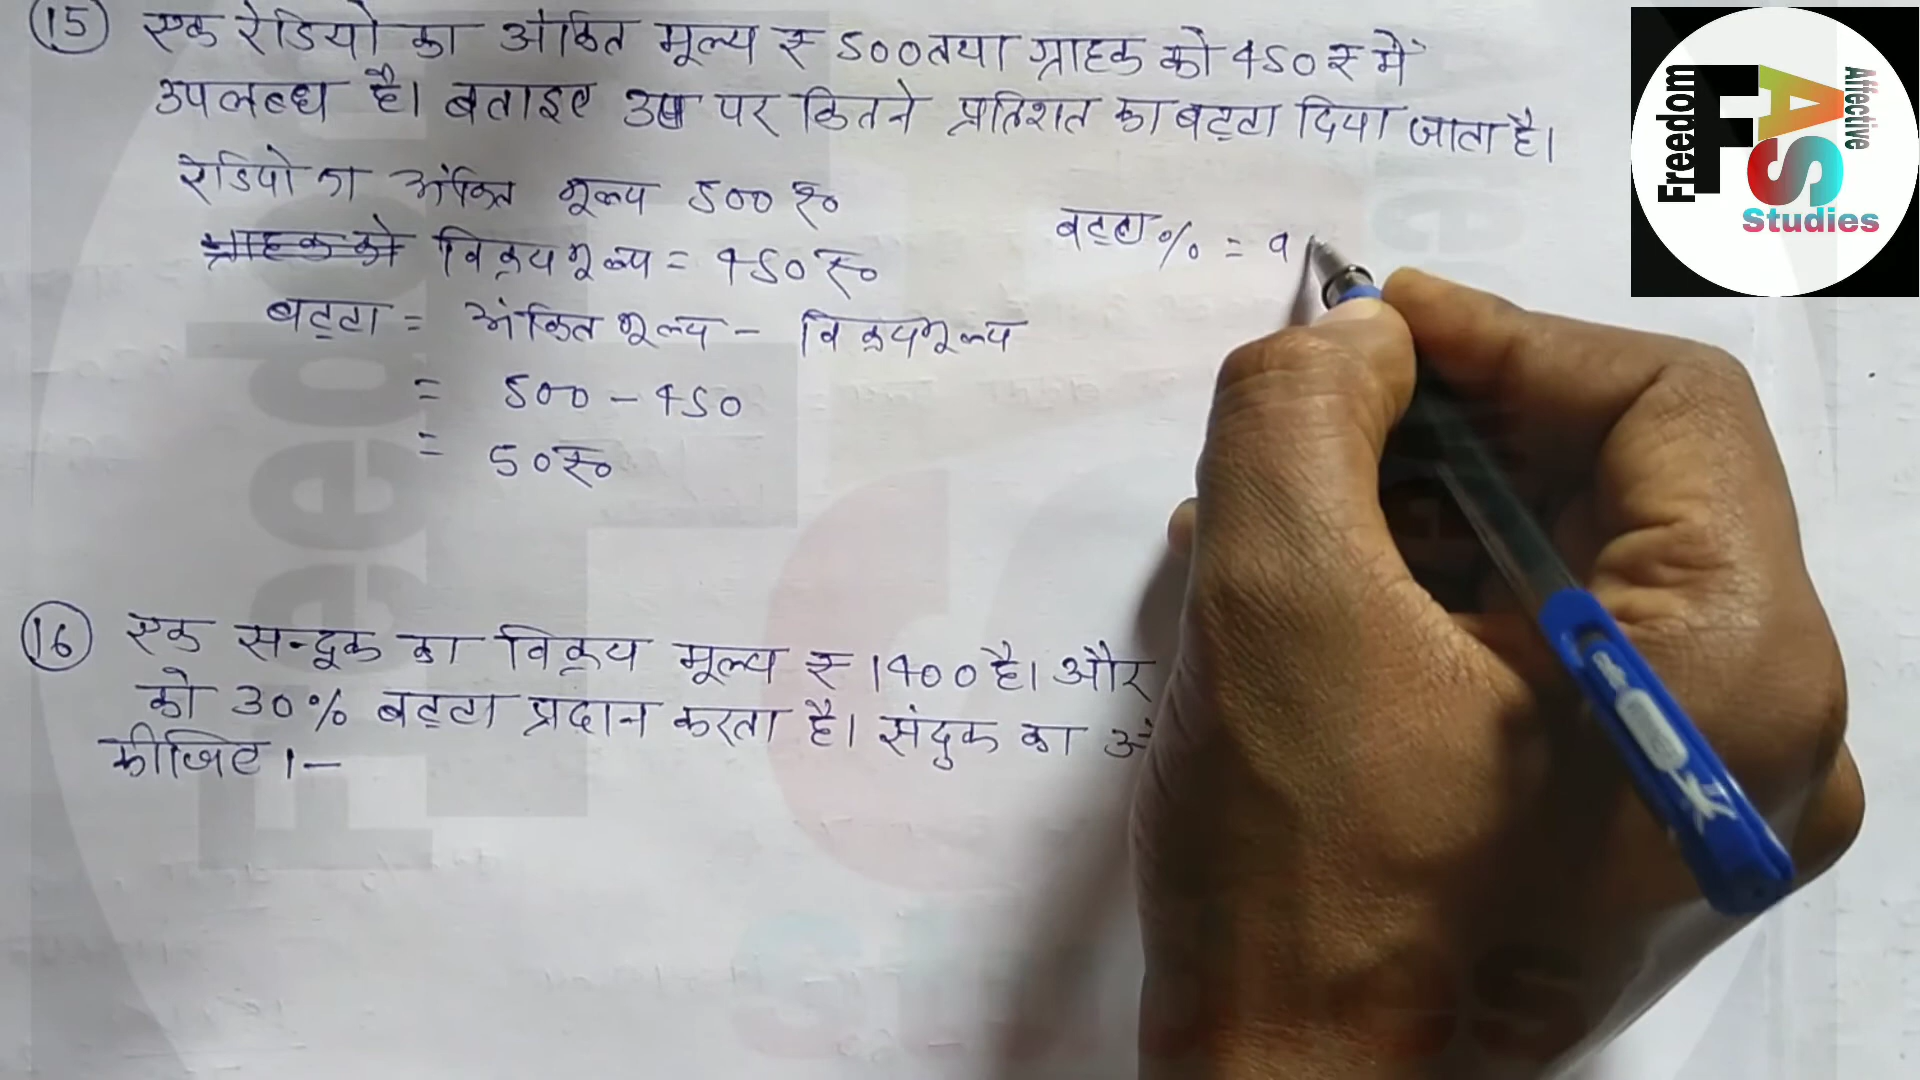 15 एक रेडियो का अंकित मूल्य ₹ 500 तथा ग्राहक को 450 ₹ में
उपलब्ध है। बताइए उस पर कितने प्रतिशत का बट्टा दिया जाता है।
रेडियो का अंकित मूल्य 500 रु०
ग्राहक को विक्रय मूल्य = 450 रु०
बट्टा = अंकित मूल्य - विक्रय मूल्य
= 500 - 450
= 50 रु०
बट्टा % =
16 एक सन्दूक का विक्रय मूल्य ₹ 1400 है। और
को 30% बट्टा प्रदान करता है। संदुक का
कीजिए।-
Freedom
F
AS
Affective
Studies